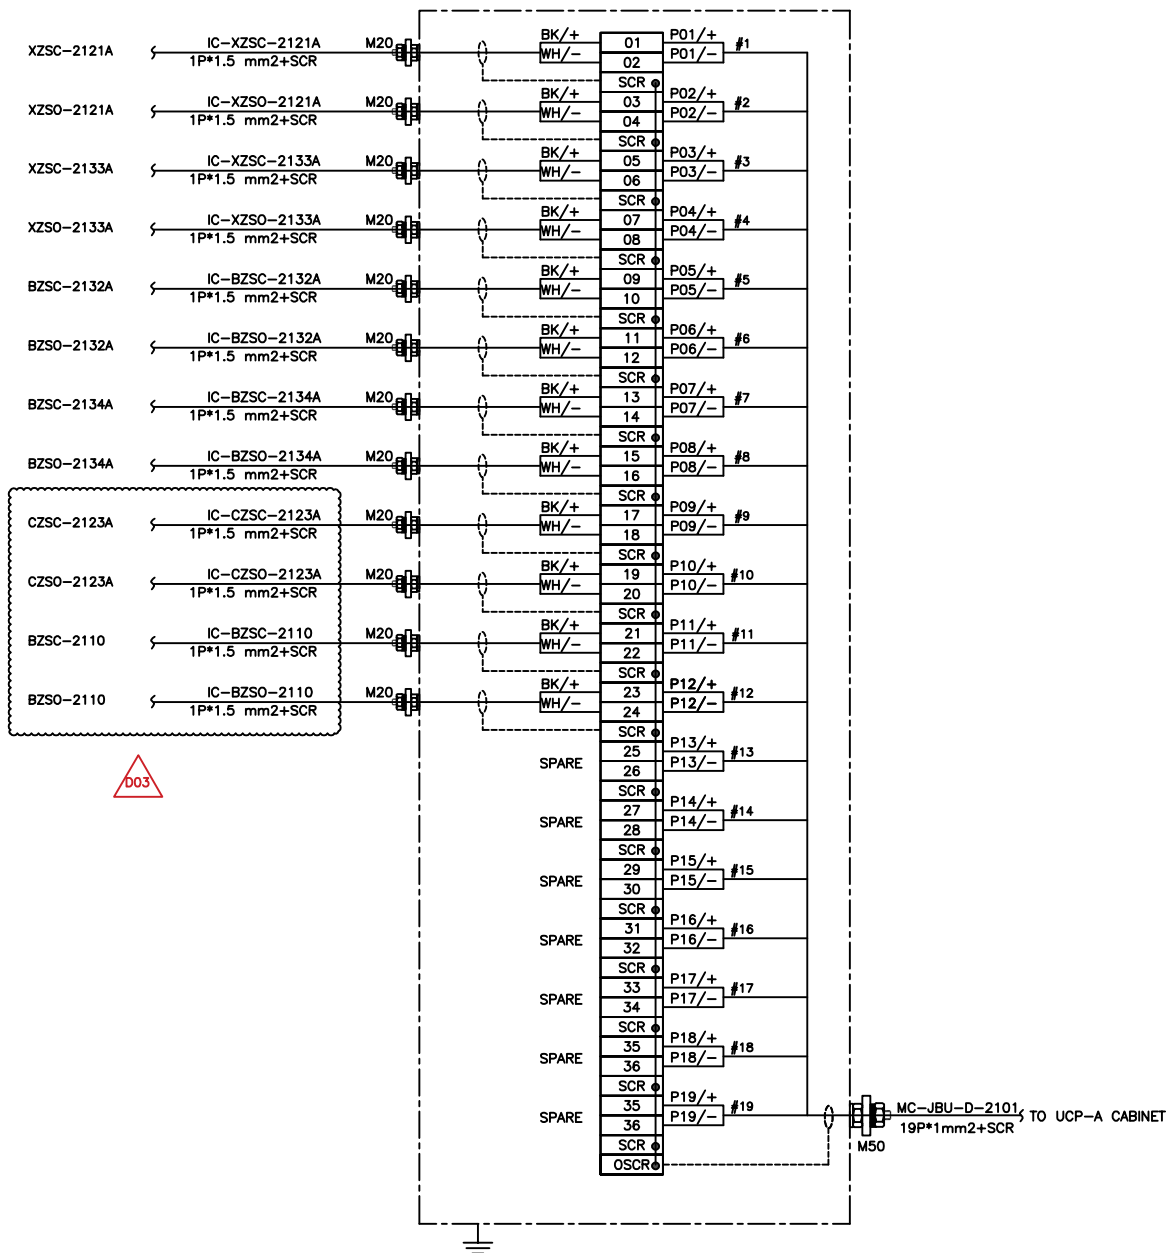 XZSC-2121A IC-XZSC-2121A M20 BK/+ 01 P01/+ #1
1P*1.5 mm2+SCR WH/- 02 P01/-
SCR
XZSO-2121A IC-XZSO-2121A M20 BK/+ 03 P02/+ #2
1P*1.5 mm2+SCR WH/- 04 P02/-
SCR
XZSC-2133A IC-XZSC-2133A M20 BK/+ 05 P03/+ #3
1P*1.5 mm2+SCR WH/- 06 P03/-
SCR
XZSO-2133A IC-XZSO-2133A M20 BK/+ 07 P04/+ #4
1P*1.5 mm2+SCR WH/- 08 P04/-
SCR
BZSC-2132A IC-BZSC-2132A M20 BK/+ 09 P05/+ #5
1P*1.5 mm2+SCR WH/- 10 P05/-
SCR
BZSO-2132A IC-BZSO-2132A M20 BK/+ 11 P06/+ #6
1P*1.5 mm2+SCR WH/- 12 P06/-
SCR
BZSC-2134A IC-BZSC-2134A M20 BK/+ 13 P07/+ #7
1P*1.5 mm2+SCR WH/- 14 P07/-
SCR
BZSO-2134A IC-BZSO-2134A M20 BK/+ 15 P08/+ #8
1P*1.5 mm2+SCR WH/- 16 P08/-
SCR
CZSC-2123A IC-CZSC-2123A M20 BK/+ 17 P09/+ #9
1P*1.5 mm2+SCR WH/- 18 P09/-
SCR
CZSO-2123A IC-CZSO-2123A M20 BK/+ 19 P10/+ #10
1P*1.5 mm2+SCR WH/- 20 P10/-
SCR
BZSC-2110 IC-BZSC-2110 M20 BK/+ 21 P11/+ #11
1P*1.5 mm2+SCR WH/- 22 P11/-
SCR
BZSO-2110 IC-BZSO-2110 M20 BK/+ 23 P12/+ #12
1P*1.5 mm2+SCR WH/- 24 P12/-
SCR
D03
SPARE 25 P13/+ #13
26 P13/-
SCR
SPARE 27 P14/+ #14
28 P14/-
SCR
SPARE 29 P15/+ #15
30 P15/-
SCR
SPARE 31 P16/+ #16
32 P16/-
SCR
SPARE 33 P17/+ #17
34 P17/-
SCR
SPARE 35 P18/+ #18
36 P18/-
SCR
SPARE 35 P19/+ #19
36 P19/-
SCR
OSCR
MC-JBU-D-2101 TO UCP-A CABINET
19P*1mm2+SCR
M50